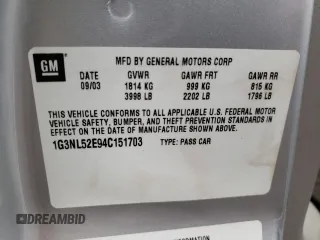 GM
MFD BY GENERAL MOTORS CORP
DATE GVWR GAWR FRT GAWR RR
09/03 1814 KG 999 KG 815 KG
3998 LB 2202 LB 1796 LB
THIS VEHICLE CONFORMS TO ALL APPLICABLE U.S. FEDERAL MOTOR
VEHICLE SAFETY, BUMPER, AND THEFT PREVENTION STANDARDS IN
EFFECT ON THE DATE OF MANUFACTURE SHOWN ABOVE.
1G3NL52E94C151703 TYPE: PASS CAR
INFORMATION
DREAMBID